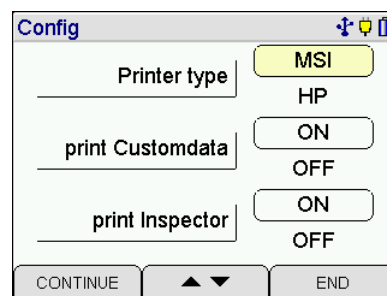 Config
Printer type
MSI
HP
print Customdata
ON
OFF
print Inspector
ON
OFF
CONTINUE
END